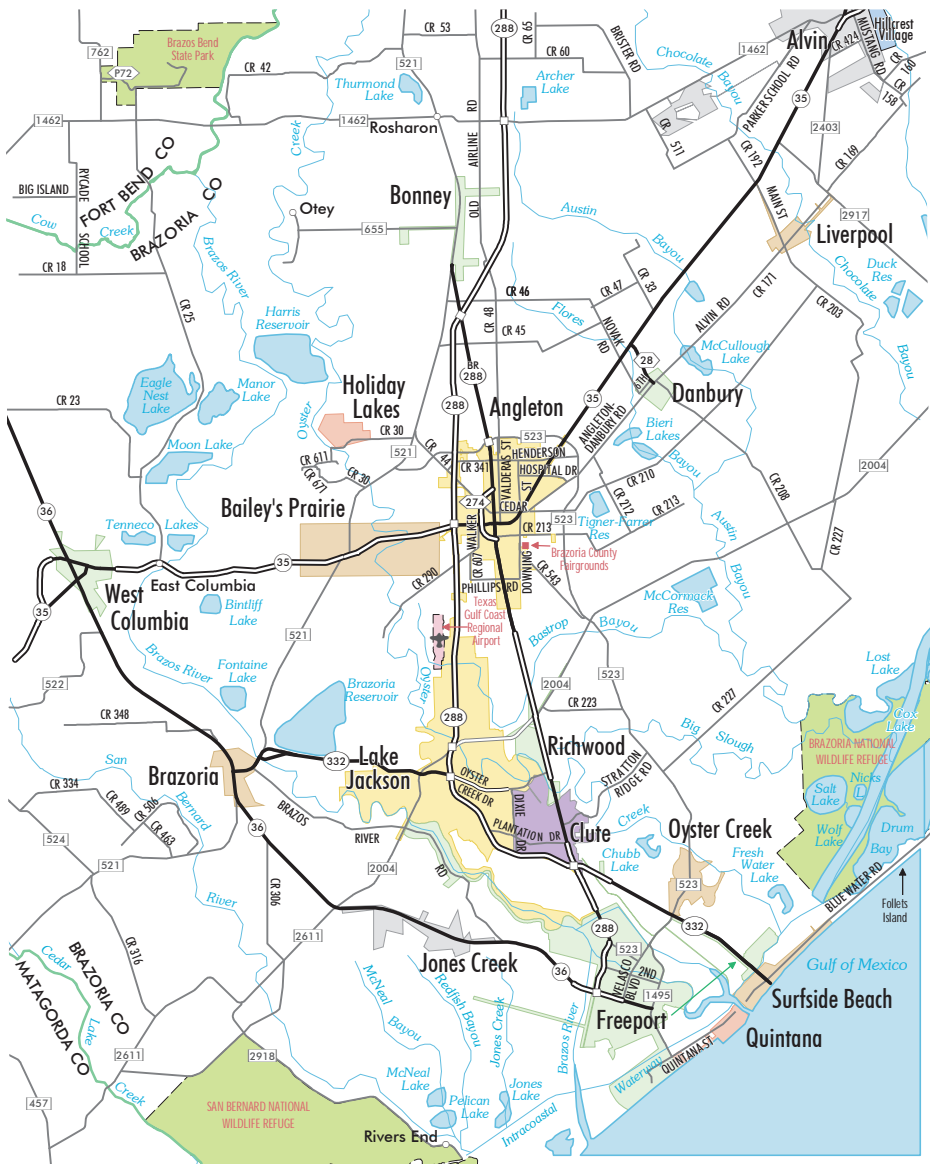 CR 53
288
CR 65
BRISTER RD
Chocolate
Bayou
1462
Alvin
CR 424
MUSTANG RD
Hillcrest
Village
CR
160
CR
158
762
P72
Brazos Bend
State Park
CR 42
521
CR 60
Thurmond
Lake
Archer
Lake
PARKER SCHOOL RD
35
1462
1462
Rosharon
Creek
OLD
AIRLINE
RD
CR
511
2403
CR 192
CR 169
BIG ISLAND
RYCADE
SCHOOL
FORT BEND CO
BRAZORIA CO
Cow
Creek
Otey
Bonney
655
Austin
Bayou
MAIN ST
2917
Liverpool
CR 18
Brazos River
CR 25
CR 46
CR 47
CR 33
CR 171
Chocolate
Bayou
Duck
Res
CR 203
Harris
Reservoir
CR 48
CR 45
Flores
NOVAK
RD
ALVIN RD
McCullough
Lake
28
5TH
Danbury
BR
288
Eagle
Nest
Lake
Manor
Lake
Holiday
Lakes
288
35
ANGLETON-
DANBURY RD
Angleton
CR 23
Oyster
CR 30
521
523
Bieri
Lakes
Bayou
Moon Lake
CR 611
CR 671
CR 30
CR 44
CR 341
VALDERAS ST
HENDERSON
HOSPITAL DR
ST
CEDAR
274
CR 210
CR 212
CR 213
CR 208
2004
36
Bailey's Prairie
Tenneco
Lakes
WALKER
CR 213
523
Tigner-Farrer
Res
Austin
Bayou
CR 227
35
East Columbia
CR 290
CR 607
PHILLIPS RD
DOWNING
CR 543
Brazoria County
Fairgrounds
West
Columbia
35
Bintliff
Lake
Texas
Gulf Coast
Regional
Airport
McCormack
Res
521
Bastrop
Bayou
Brazos River
522
Fontaine
Lake
Brazoria
Reservoir
Oyster
2004
523
CR 223
CR 227
Lost
Lake
Cox
Lake
CR 348
288
Richwood
Big
Slough
BRAZORIA NATIONAL
WILDLIFE REFUGE
San
Bernard
River
Brazoria
332
Lake
Jackson
OYSTER
CREEK DR
STRATTON
RIDGE RD
Salt
Lake
Nicks
L
CR 334
CR 489
CR 506
CR 463
BRAZOS
RIVER
RD
DIXIE
DR
PLANTATION DR
Clute
Creek
Oyster Creek
Wolf
Lake
Drum
Bay
36
524
521
2004
Chubb
Lake
Fresh
Water
Lake
523
BLUE WATER RD
Follets
Island
CR 306
2611
288
332
CR 316
Cedar
Lake
Creek
BRAZORIA CO
MATAGORDA CO
Jones Creek
36
523
2ND
VELASCO
BLVD
1495
Gulf of Mexico
Surfside Beach
McNeal
Bayou
Redfish Bayou
Jones Creek
Brazos River
Freeport
Quintana
QUINTANA ST
2611
2918
457
McNeal
Lake
Pelican
Lake
Jones
Lake
Intracoastal
Waterway
SAN BERNARD NATIONAL
WILDLIFE REFUGE
Rivers End